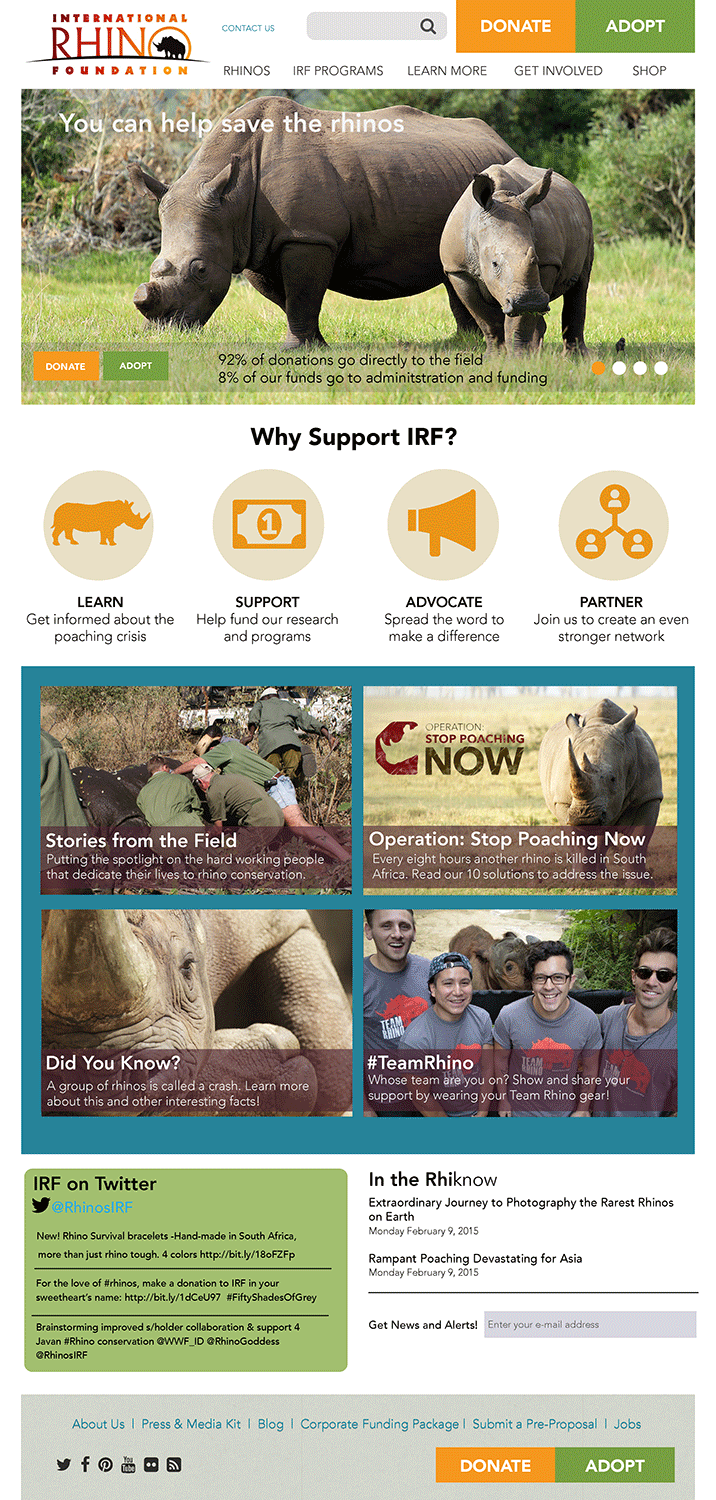 INTERNATIONAL
RHINO
FOUNDATION
CONTACT US
DONATE
ADOPT
RHINOS
IRF PROGRAMS
LEARN MORE
GET INVOLVED
SHOP
You can help save the rhinos
DONATE
ADOPT
92% of donations go directly to the field
8% of our funds go to adminitstration and funding
Why Support IRF?
1
LEARN
Get informed about the
poaching crisis
SUPPORT
Help fund our research
and programs
ADVOCATE
Spread the word to
make a difference
PARTNER
Join us to create an even
stronger network
Stories from the Field
Putting the spotlight on the hard working people
that dedicate their lives to rhino conservation.
OPERATION:
STOP POACHING
NOW
Operation: Stop Poaching Now
Every eight hours another rhino is killed in South
Africa. Read our 10 solutions to address the issue.
Did You Know?
A group of rhinos is called a crash. Learn more
about this and other interesting facts!
TEAM
RHINO
TEAM
RHINO
TEAM
#TeamRhino
Whose team are you on? Show and share your
support by wearing your Team Rhino gear!
IRF on Twitter
@RhinosIRF
New! Rhino Survival bracelets -Hand-made in South Africa,
more than just rhino tough. 4 colors http://bit.ly/18oFZFp
For the love of #rhinos, make a donation to IRF in your
sweetheart's name: http://bit.ly/1dCeU97 #FiftyShadesOfGrey
Brainstorming improved s/holder collaboration & support 4
Javan #Rhino conservation @WWF_ID @RhinoGoddess
@RhinosIRF
In the Rhiknow
Extraordinary Journey to Photography the Rarest Rhinos
on Earth
Monday February 9, 2015
Rampant Poaching Devastating for Asia
Monday February 9, 2015
Get News and Alerts!
Enter your e-mail address
About Us | Press & Media Kit | Blog | Corporate Funding Package | Submit a Pre-Proposal | Jobs
You
Tube
DONATE
ADOPT